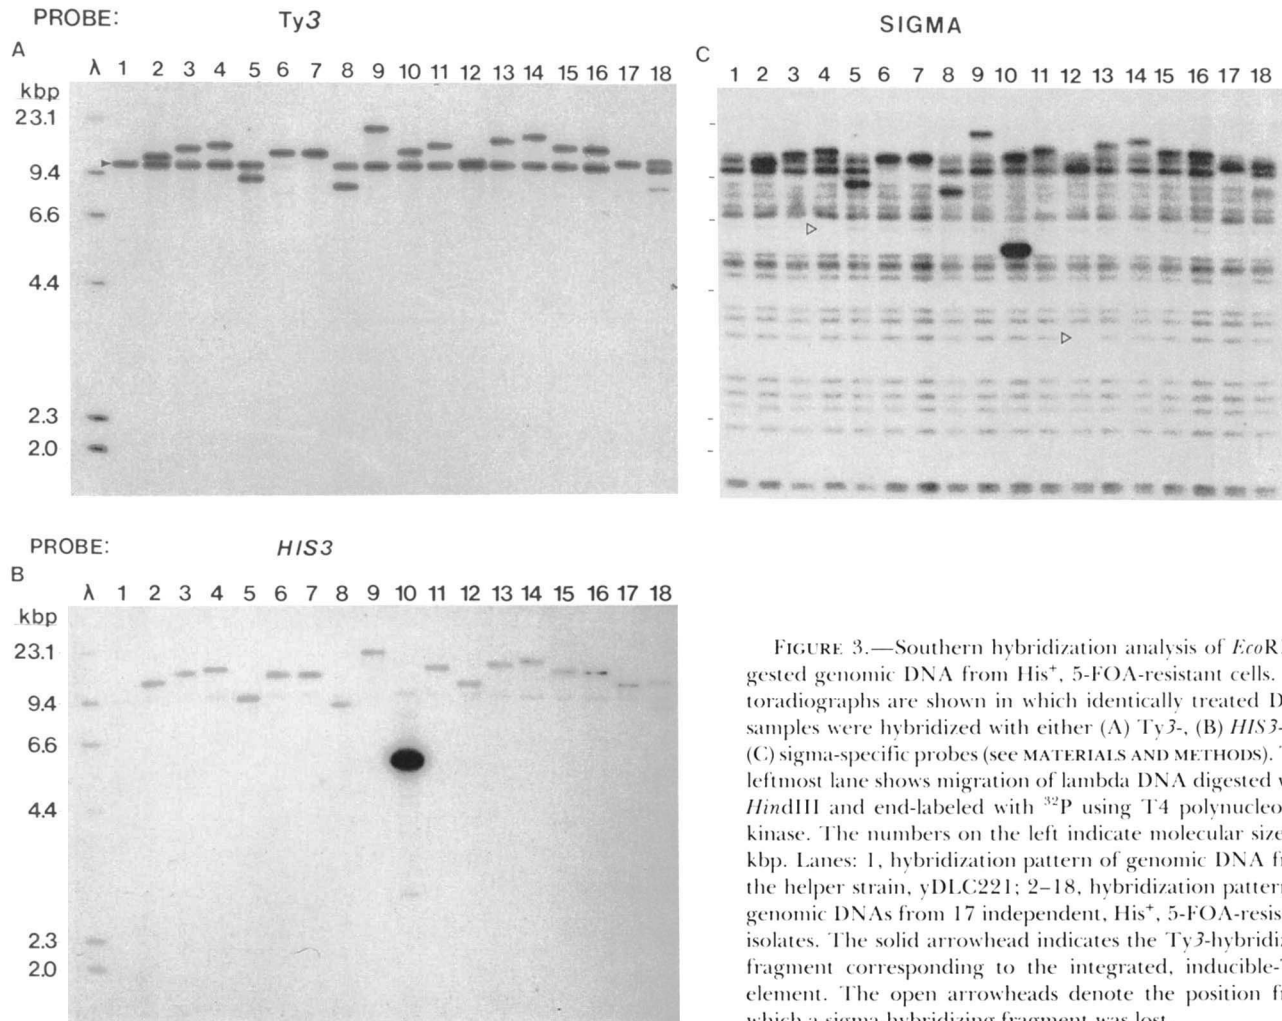 PROBE: Ty3
A
λ 1 2 3 4 5 6 7 8 9 10 11 12 13 14 15 16 17 18
kbp
23.1
9.4
6.6
4.4
2.3
2.0
SIGMA
C
1 2 3 4 5 6 7 8 9 10 11 12 13 14 15 16 17 18
PROBE: HIS3
B
λ 1 2 3 4 5 6 7 8 9 10 11 12 13 14 15 16 17 18
kbp
23.1
9.4
6.6
4.4
2.3
2.0
FIGURE 3.—Southern hybridization analysis of EcoR
gested genomic DNA from His⁺, 5-FOA-resistant cells.
toradiographs are shown in which identically treated D
samples were hybridized with either (A) Ty3-, (B) HIS3-
(C) sigma-specific probes (see MATERIALS AND METHODS).
leftmost lane shows migration of lambda DNA digested
HindIII and end-labeled with ³²P using T4 polynucleo
kinase. The numbers on the left indicate molecular size
kbp. Lanes: 1, hybridization pattern of genomic DNA
the helper strain, yDLC221; 2–18, hybridization pattern
genomic DNAs from 17 independent, His⁺, 5-FOA-resis
isolates. The solid arrowhead indicates the Ty3-hybridiz
fragment corresponding to the integrated, inducible-
element. The open arrowheads denote the position
which a sigma hybridizing fragment was lost